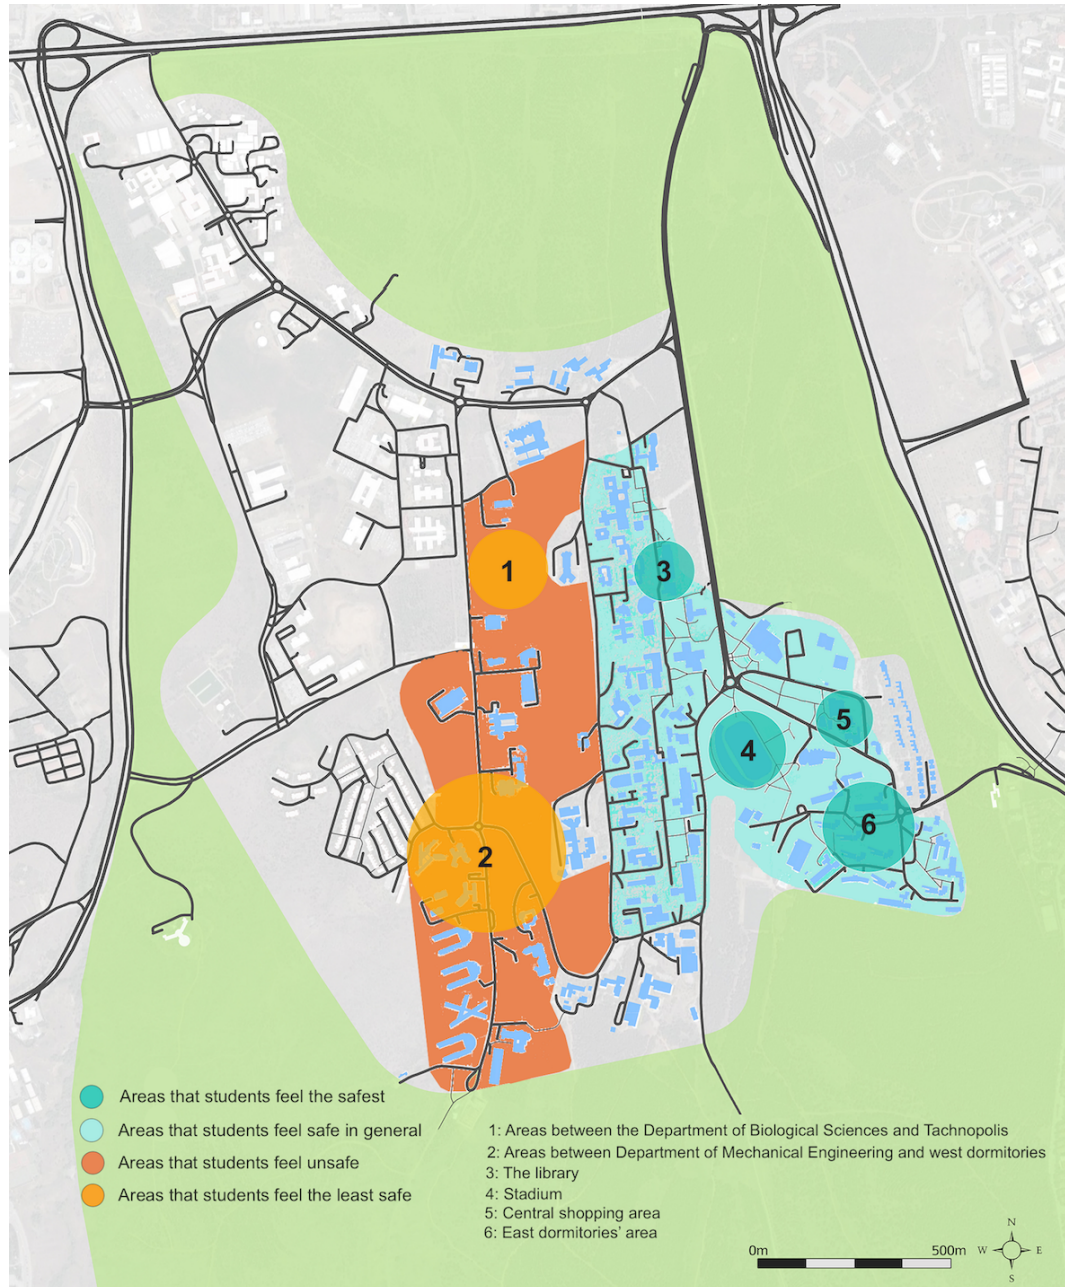 1
3
5
4
6
2
Areas that students feel the safest
Areas that students feel safe in general
Areas that students feel unsafe
Areas that students feel the least safe
1: Areas between the Department of Biological Sciences and Tachnopolis
2: Areas between Department of Mechanical Engineering and west dormitories
3: The library
4: Stadium
5: Central shopping area
6: East dormitories’ area
0m 500m
N
W E
S